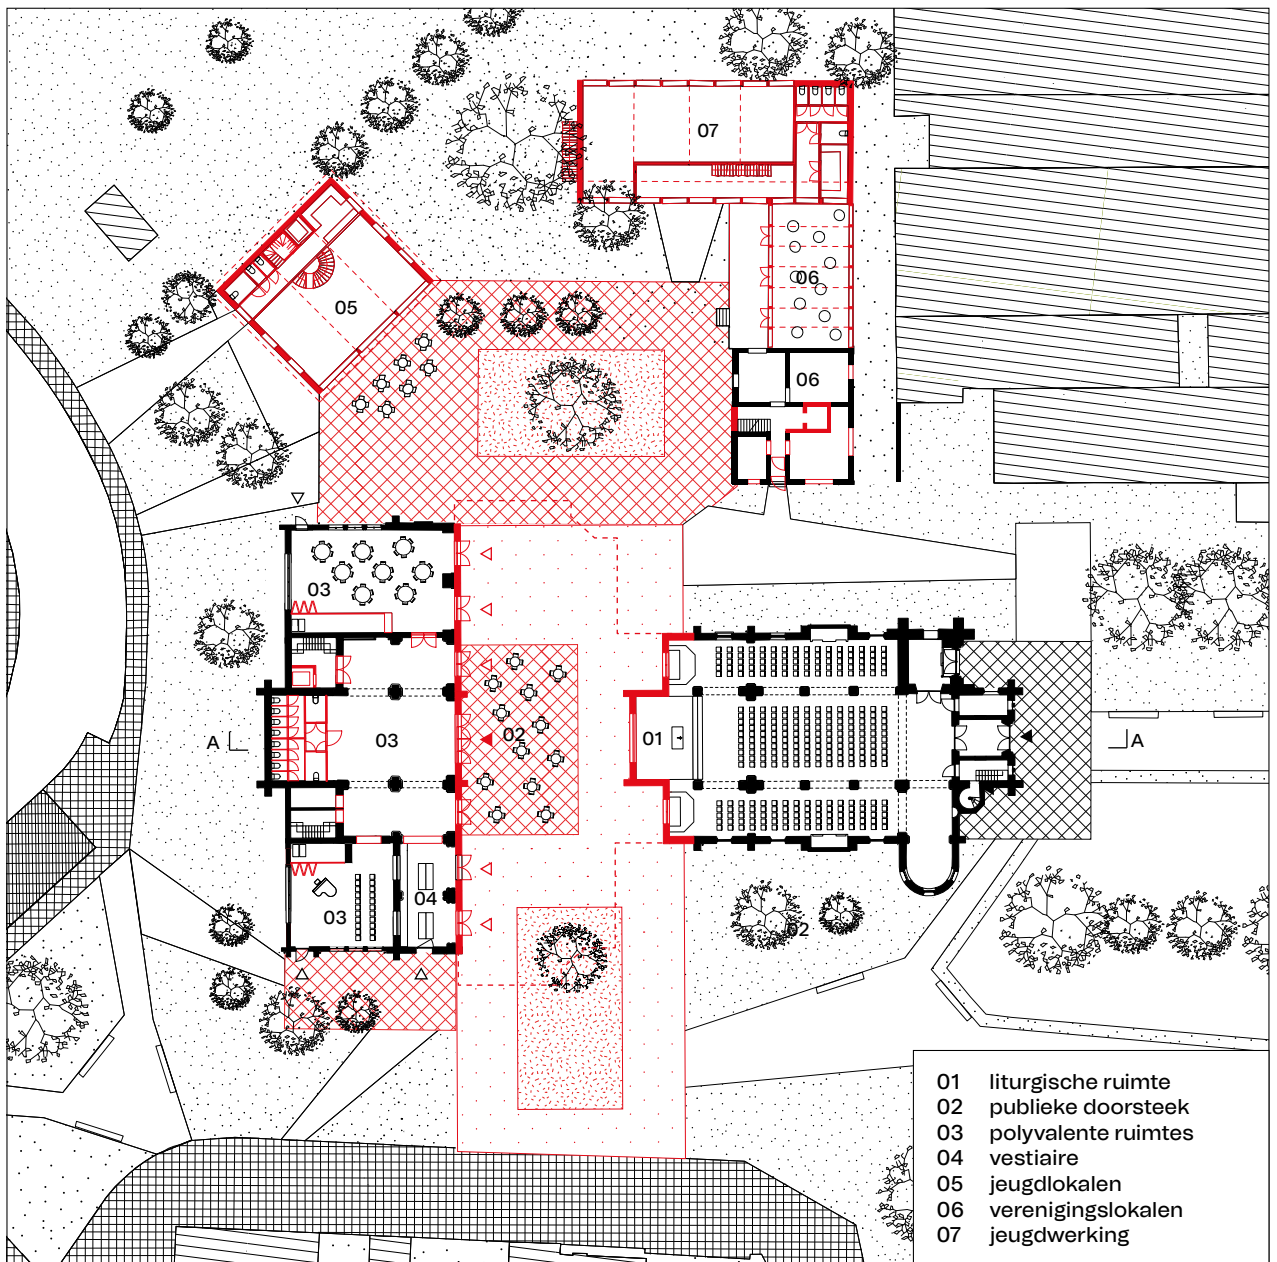 07
06
05
06
03
A
03
02
01
A
04
03
02
01 liturgische ruimte
02 publieke doorsteek
03 polyvalente ruimtes
04 vestiaire
05 jeugdlokalen
06 verenigingslokalen
07 jeugdwerking